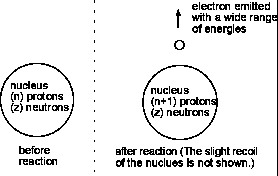 electron emitted
with a wide range
of energies
nucleus
(n) protons
(z) neutrons
nucleus
(n+1) protons
(z) neutrons
before
reaction
after reaction (The slight recoil
of the nuclues is not shown.)